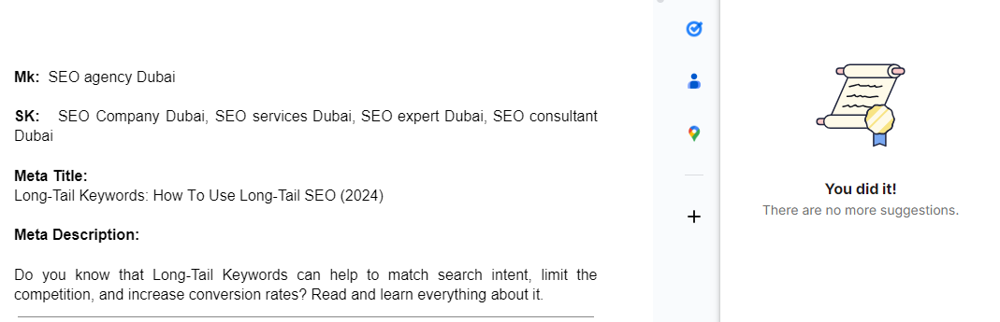 Mk: SEO agency Dubai
SK: SEO Company Dubai, SEO services Dubai, SEO expert Dubai, SEO consultant
Dubai
Meta Title:
Long-Tail Keywords: How To Use Long-Tail SEO (2024)
Meta Description:
Do you know that Long-Tail Keywords can help to match search intent, limit the
competition, and increase conversion rates? Read and learn everything about it.
You did it!
There are no more suggestions.